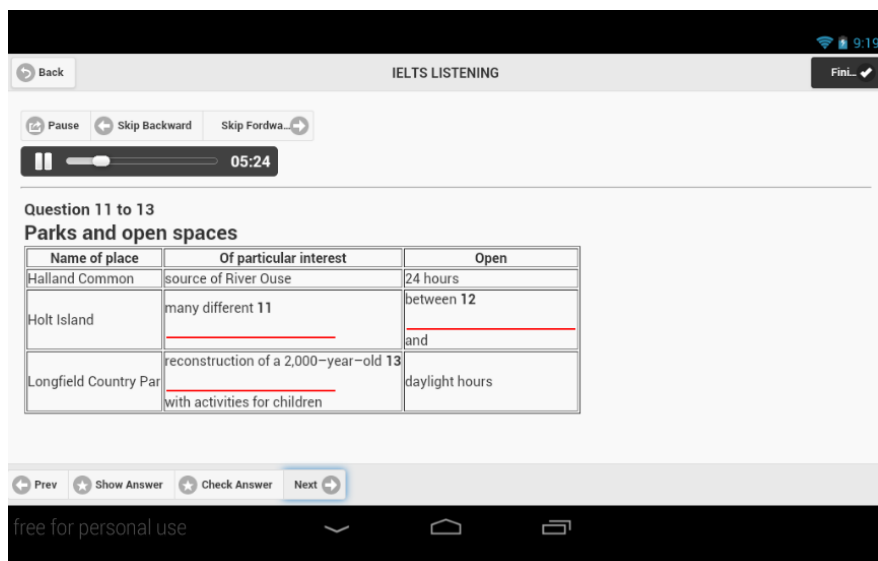 9:19
Back
IELTS LISTENING
Fini...
Pause
Skip Backward
Skip Fordwa...
05:24
Question 11 to 13
Parks and open spaces
Name of place
Of particular interest
Open
Halland Common
source of River Ouse
24 hours
Holt Island
many different 11
between 12
and
Longfield Country Par
reconstruction of a 2,000-year-old 13
with activities for children
daylight hours
Prev
Show Answer
Check Answer
Next
free for personal use